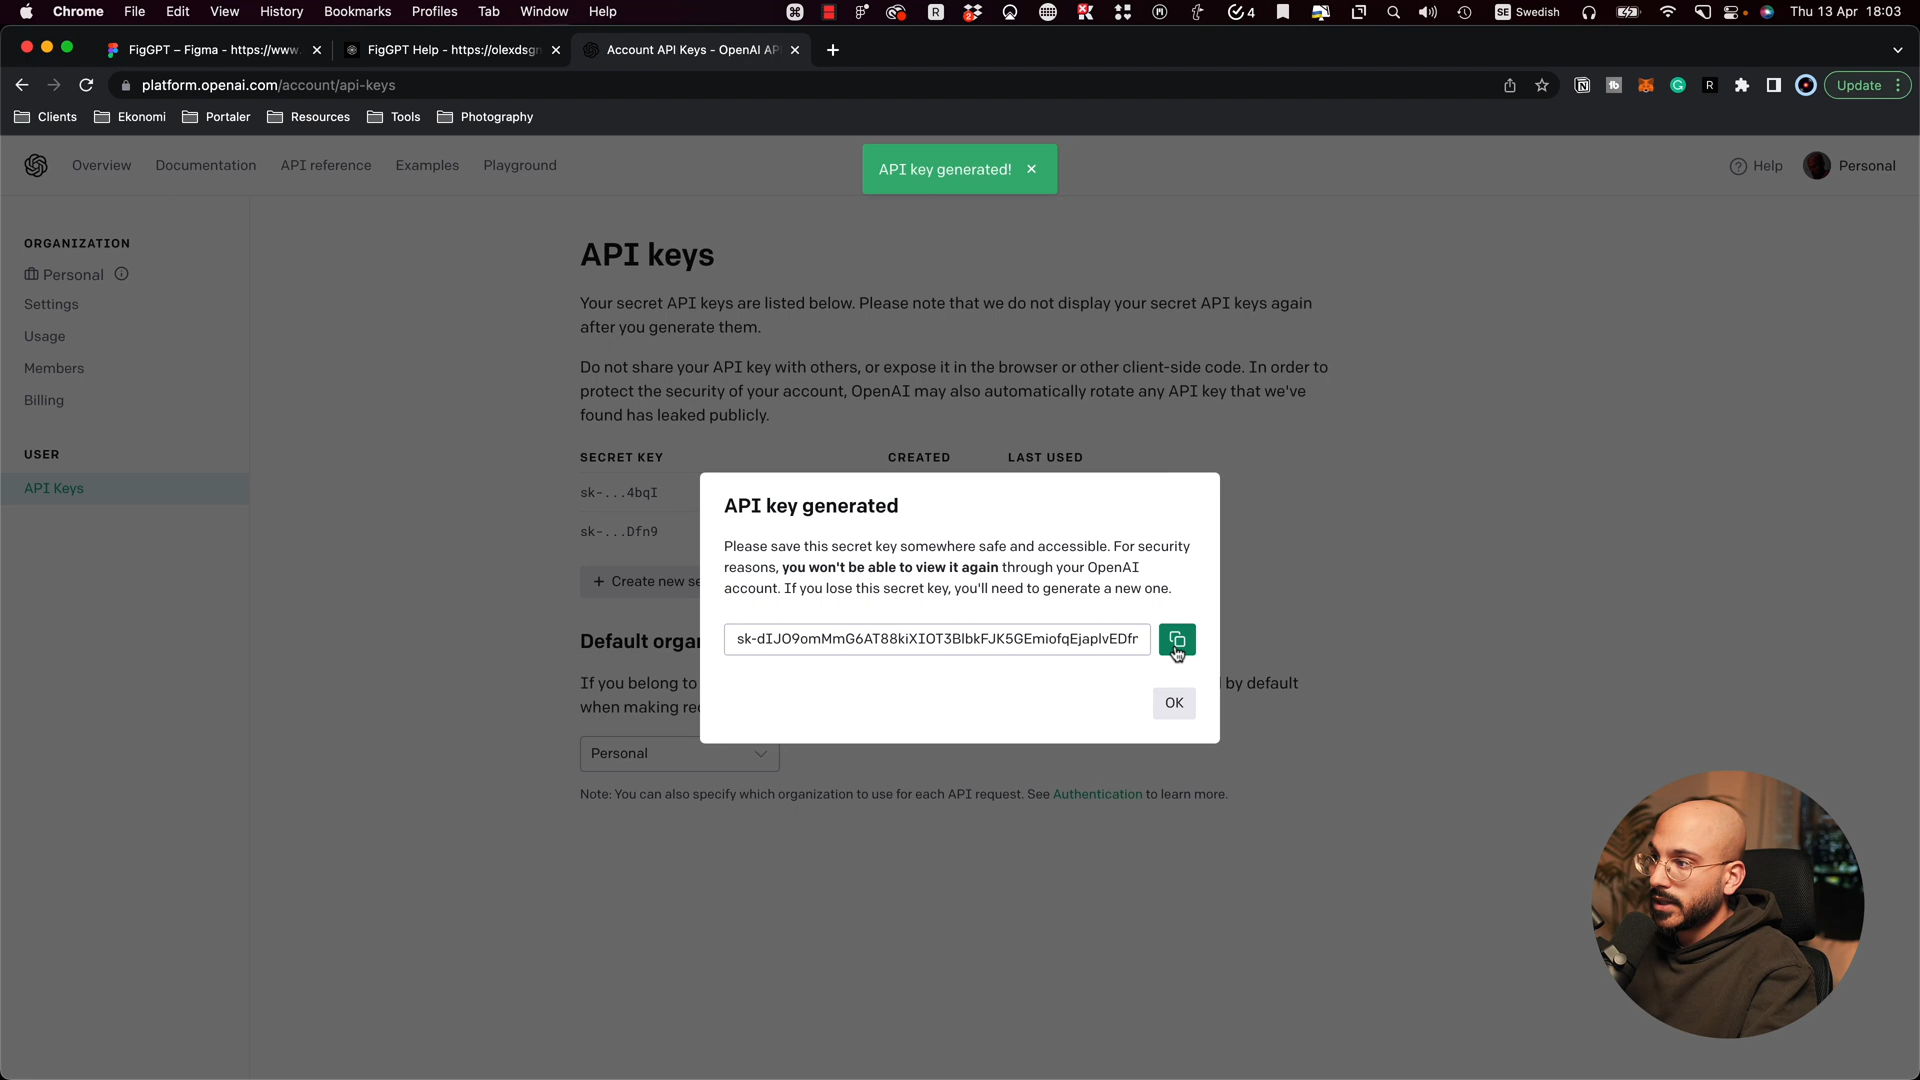 Chrome File Edit View History Bookmarks Profiles Tab Window Help 2 4 SE Swedish Thu 13 Apr 18:03
FigGPT – Figma - https://www. FigGPT Help - https://olexdsgn Account API Keys - OpenAI API
platform.openai.com/account/api-keys Update
Clients Ekonomi Portaler Resources Tools Photography
Overview Documentation API reference Examples Playground API key generated! Help Personal
ORGANIZATION
Personal
Settings
Usage
Members
Billing
USER
API Keys
API keys
Your secret API keys are listed below. Please note that we do not display your secret API keys again
after you generate them.
Do not share your API key with others, or expose it in the browser or other client-side code. In order to
protect the security of your account, OpenAI may also automatically rotate any API key that we've
found has leaked publicly.
SECRET KEY CREATED LAST USED
sk-...4bqI
sk-...Dfn9
+ Create new se
Default orga
If you belong to by default
when making re
Personal
Note: You can also specify which organization to use for each API request. See Authentication to learn more.
API key generated
Please save this secret key somewhere safe and accessible. For security
reasons, you won't be able to view it again through your OpenAI
account. If you lose this secret key, you'll need to generate a new one.
OK